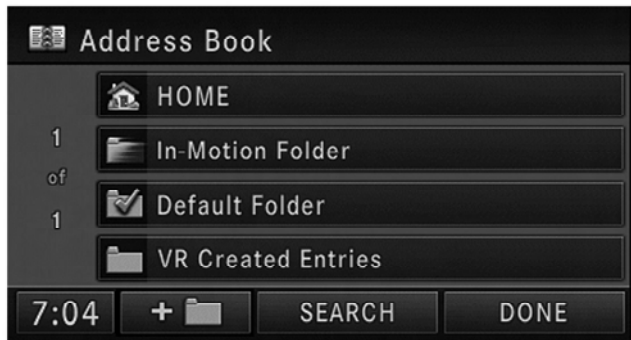 Address Book
HOME
1
of
1
In-Motion Folder
Default Folder
VR Created Entries
7:04
+
SEARCH
DONE